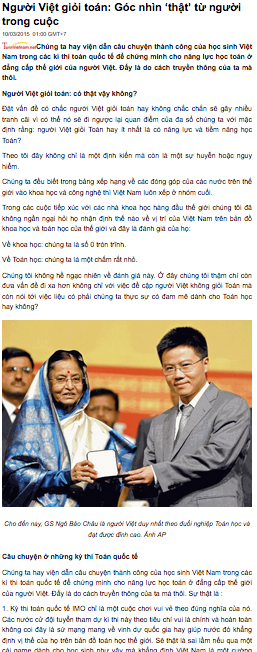 Người Việt giỏi toán: Góc nhìn 'thật' từ người
trong cuộc
10/03/2015 01:00 GMT+7
TuanVietnam.net Chúng ta hay viện dẫn câu chuyện thành công của học sinh Việt
Nam trong các kì thi toán quốc tế để chứng minh cho năng lực học toán ở
đẳng cấp thế giới của người Việt. Đấy là do cách truyền thông của ta mà
thôi.
Người Việt giỏi toán: có thật vậy không?
Đặt vấn đề có chắc người Việt giỏi toán hay không chắc chắn sẽ gây nhiều
tranh cãi vì có thể nó sẽ đi ngược lại quan điểm của đa số chúng ta với mặc
định rằng: người Việt giỏi Toán hay ít nhất là có năng lực và tiềm năng học
Toán?
Theo tôi đây không chỉ là một định kiến mà còn là một sự huyễn hoặc nguy
hiểm.
Chúng ta đều biết trong bảng xếp hạng về các đóng góp của các nước trên thế
giới vào khoa học và công nghệ thì Việt Nam luôn xếp ở nhóm cuối.
Trong các cuộc tiếp xúc với các nhà khoa học hàng đầu thế giới chúng tôi đã
không ngần ngại hỏi họ nhận định thế nào về vị trí của Việt Nam trên bản đồ
khoa học và toán học của thế giới và đây là đánh giá của họ:
Về khoa học: chúng ta là số 0 tròn trĩnh.
Về Toán học: chúng ta là một chấm rất nhỏ.
Chúng tôi không hề ngạc nhiên về đánh giá này. Ở đây chúng tôi thậm chí còn
đưa vấn đề đi xa hơn không chỉ với việc đề cập người Việt không giỏi Toán mà
còn nói tới việc liệu có phải chúng ta thực sự có đam mê dành cho Toán học
hay không?
Cho đến nay, GS Ngô Bảo Châu là người Việt duy nhất theo đuổi nghiệp Toán học và
đạt được đỉnh cao. Ảnh AP
Câu chuyện ở những kỳ thi Toán quốc tế
Chúng ta hay viện dẫn câu chuyện thành công của học sinh Việt Nam trong các
kì thi toán quốc tế để chứng minh cho năng lực học toán ở đẳng cấp thế giới
của người Việt. Đấy là do cách truyền thông của ta mà thôi. Sự thật là :
1. Kỳ thi toán quốc tế IMO chỉ là một cuộc chơi vui vẻ theo đúng nghĩa của nó.
Các nước cử đội tuyển tham dự kì thi này theo tiêu chí vui là chính và hoàn toàn
không coi đây là sứ mạng mang về vinh dự quốc gia hay giúp nước đó khẳng
định vị thế của họ trên bản đồ toán học thế giới. Sẽ thật là sai lầm nếu qua một
cái game dành cho học sinh như vậy mà khẳng định Việt Nam là một cường